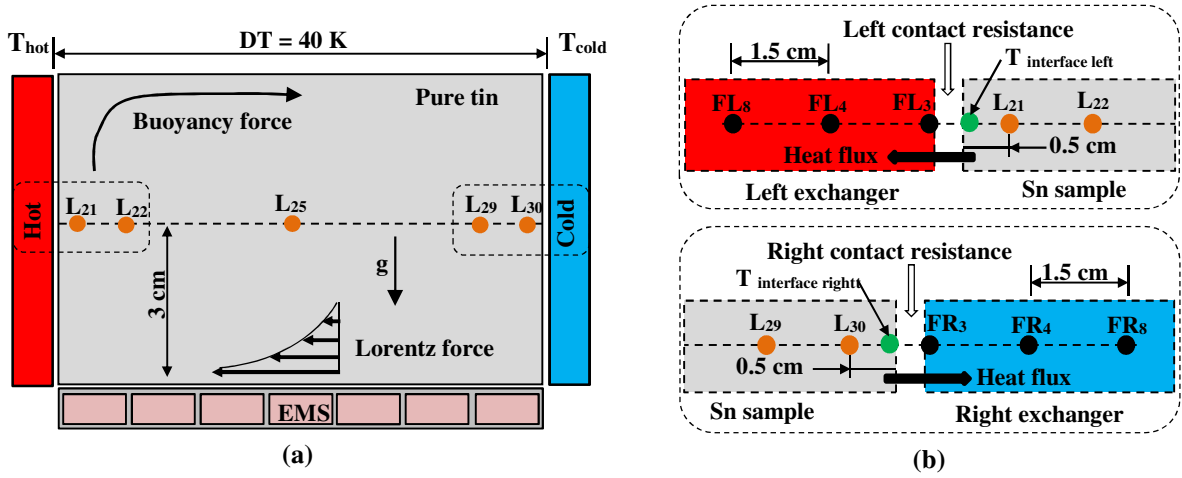 T_hot
DT = 40 K
T_cold
Pure tin
Buoyancy force
Hot
L₂₁
L₂₂
L₂₅
L₂₉
L₃₀
Cold
g
3 cm
Lorentz force
EMS
(a)
Left contact resistance
1.5 cm
T interface left
FL₈
FL₄
FL₃
L₂₁
L₂₂
Heat flux
0.5 cm
Left exchanger
Sn sample
Right contact resistance
T interface rightt
1.5 cm
L₂₉
L₃₀
FR₃
FR₄
FR₈
0.5 cm
Heat flux
Sn sample
Right exchanger
(b)